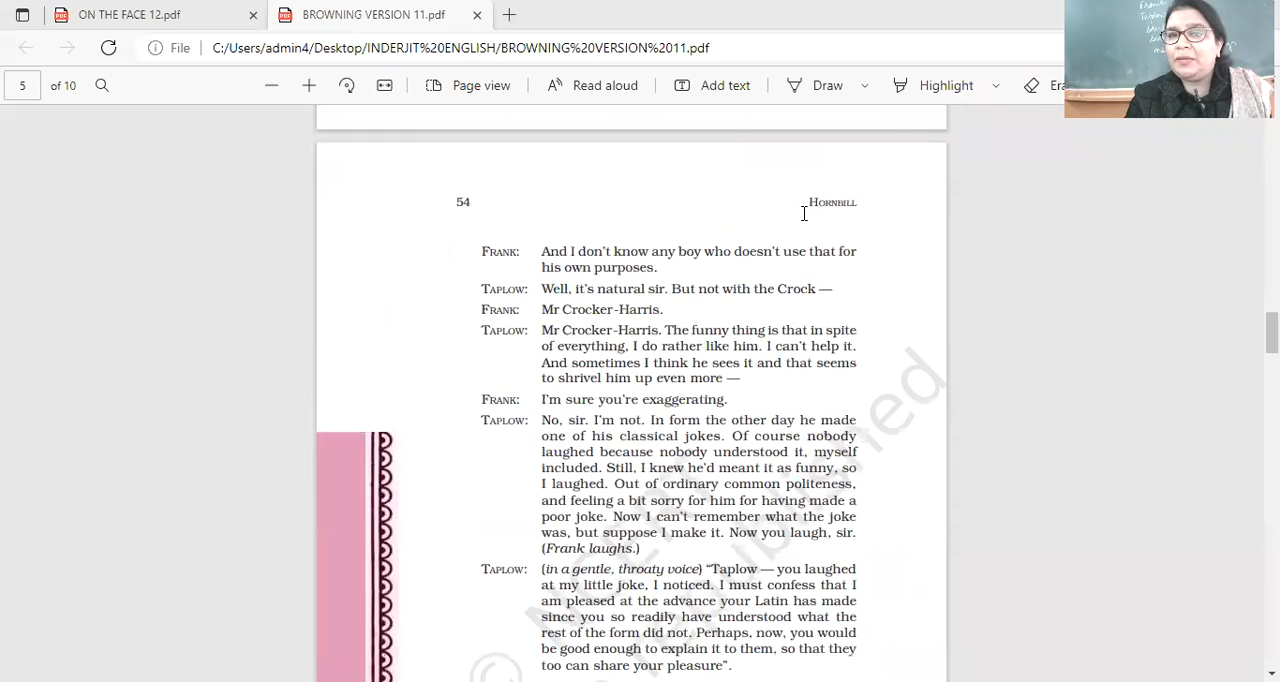 ON THE FACE 12.pdf
BROWNING VERSION 11.pdf
File C:/Users/admin4/Desktop/INDERJIT%20ENGLISH/BROWNING%20VERSION%2011.pdf
5 of 10 Page view Read aloud Add text Draw Highlight Era
54 HORNBILL
FRANK: And I don't know any boy who doesn't use that for
his own purposes.
TAPLOW: Well, it's natural sir. But not with the Crock —
FRANK: Mr Crocker-Harris.
TAPLOW: Mr Crocker-Harris. The funny thing is that in spite
of everything, I do rather like him. I can't help it.
And sometimes I think he sees it and that seems
to shrivel him up even more —
FRANK: I'm sure you're exaggerating.
TAPLOW: No, sir. I'm not. In form the other day he made
one of his classical jokes. Of course nobody
laughed because nobody understood it, myself
included. Still, I knew he'd meant it as funny, so
I laughed. Out of ordinary common politeness,
and feeling a bit sorry for him for having made a
poor joke. Now I can't remember what the joke
was, but suppose I make it. Now you laugh, sir.
(Frank laughs.)
TAPLOW: (in a gentle, throaty voice) “Taplow — you laughed
at my little joke, I noticed. I must confess that I
am pleased at the advance your Latin has made
since you so readily have understood what the
rest of the form did not. Perhaps, now, you would
be good enough to explain it to them, so that they
too can share your pleasure”.
© NCERT
republished